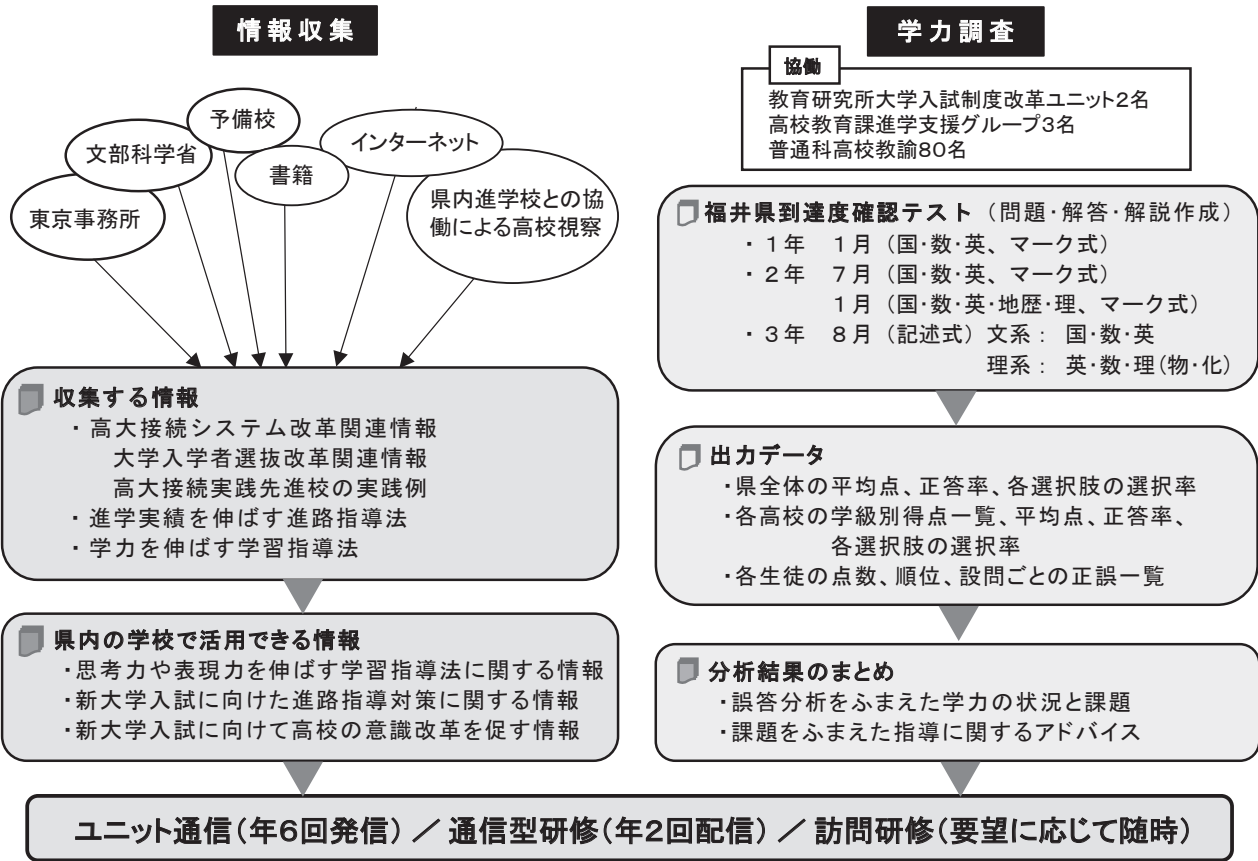 情報収集
東京事務所
文部科学省
予備校
書籍
インターネット
県内進学校との協
働による高校視察
収集する情報
・高大接続システム改革関連情報
大学入学者選抜改革関連情報
高大接続実践先進校の実践例
・進学実績を伸ばす進路指導法
・学力を伸ばす学習指導法
県内の学校で活用できる情報
・思考力や表現力を伸ばす学習指導法に関する情報
・新大学入試に向けた進路指導対策に関する情報
・新大学入試に向けて高校の意識改革を促す情報
学力調査
協働
教育研究所大学入試制度改革ユニット2名
高校教育課進学支援グループ3名
普通科高校教諭80名
福井県到達度確認テスト（問題・解答・解説作成）
・1年 1月（国・数・英、マーク式）
・2年 7月（国・数・英、マーク式）
1月（国・数・英・地歴・理、マーク式）
・3年 8月（記述式）文系： 国・数・英
理系： 英・数・理（物・化）
出力データ
・県全体の平均点、正答率、各選択肢の選択率
・各高校の学級別得点一覧、平均点、正答率、
各選択肢の選択率
・各生徒の点数、順位、設問ごとの正誤一覧
分析結果のまとめ
・誤答分析をふまえた学力の状況と課題
・課題をふまえた指導に関するアドバイス
ユニット通信（年6回発信）／通信型研修（年2回配信）／訪問研修（要望に応じて随時）